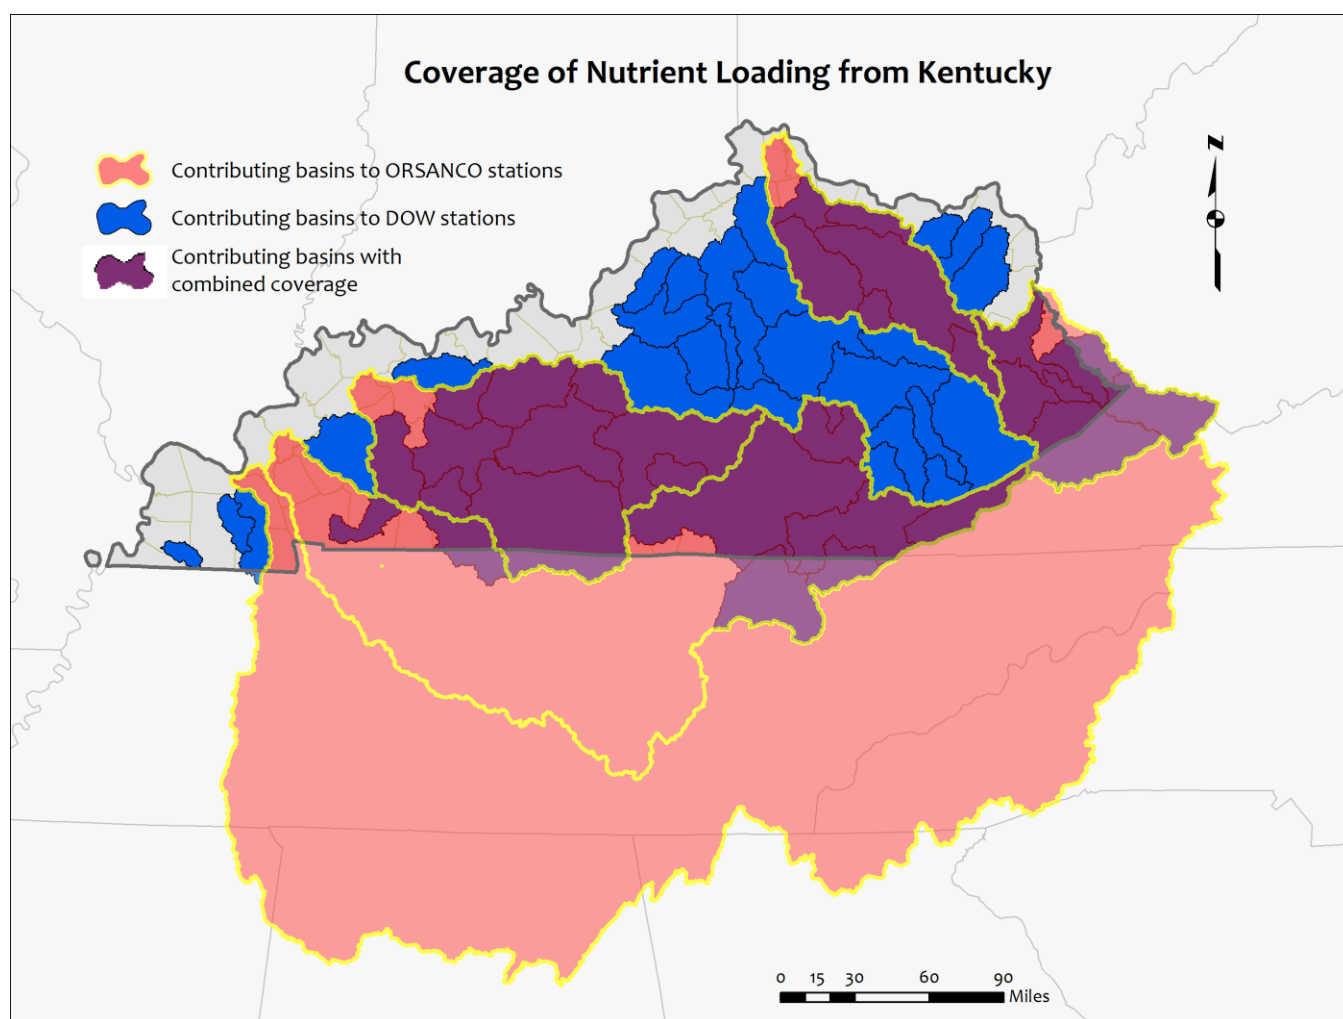 Coverage of Nutrient Loading from Kentucky
Contributing basins to ORSANCO stations
Contributing basins to DOW stations
Contributing basins with
combined coverage
N
0 15 30 60 90
Miles